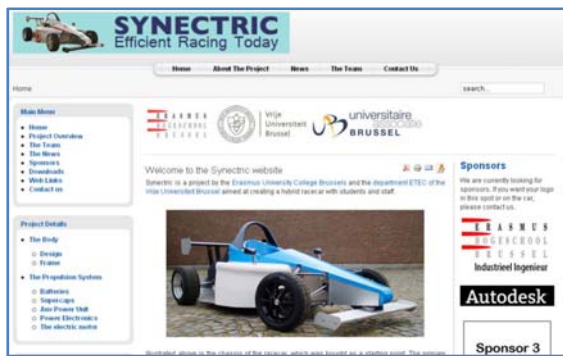 SYNECTRIC
Efficient Racing Today
Home
About The Project
News
The Team
Contact Us
Home
search...
Main Menu
Home
Project Overview
The Team
The News
Sponsors
Downloads
Web Links
Contact us
Project Details
The Body
Design
Frame
The Propulsion System
Batteries
Supercaps
Aux Power Unit
Power Electronics
The electric motor
ERASMUS
HOGESCHOOL
BRUSSEL
Vrije
Universiteit
Brussel
universitaire
associatie
BRUSSEL
Welcome to the Synectric website
Synectric is a project by the Erasmus University College Brussels and the department ETEC of the
Vrije Universiteit Brussel aimed at creating a hybrid racecar with students and staff.
Sponsors
We are currently looking for
sponsors. If you want your logo
in this spot or on the car,
please contact us.
ERASMUS
HOGESCHOOL
BRUSSEL
Industrieel Ingenieur
Autodesk
Sponsor 3